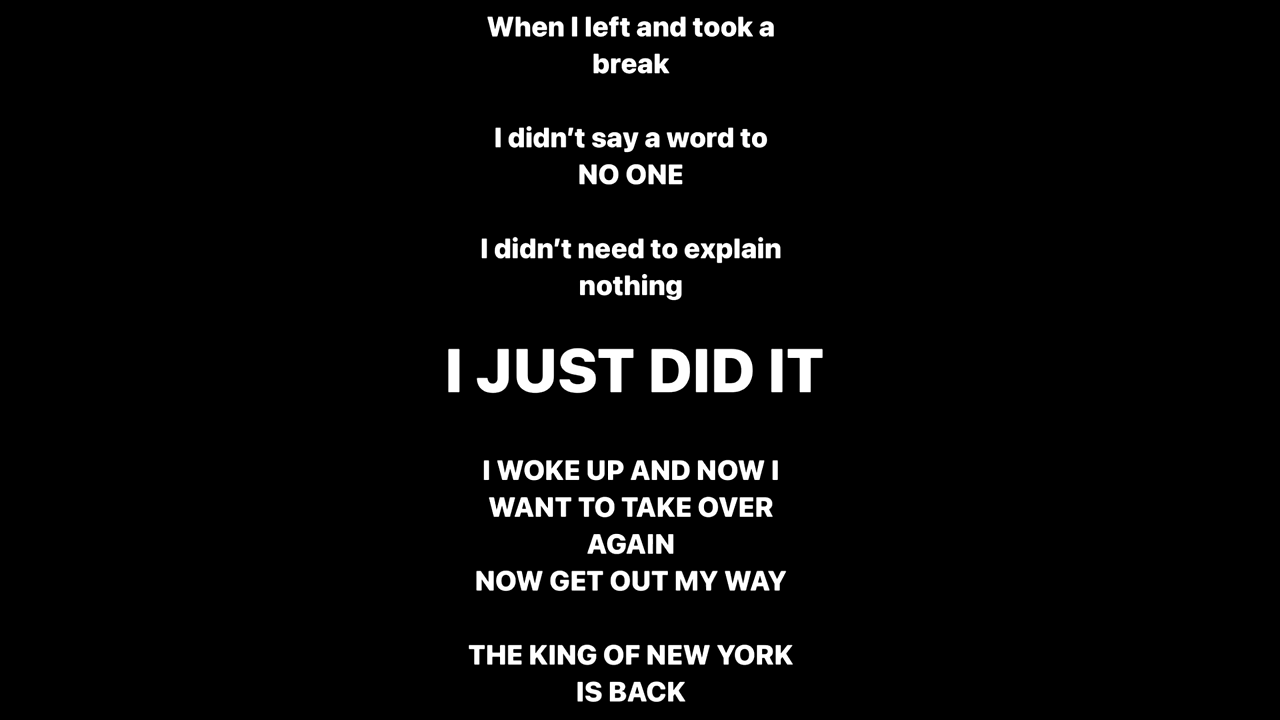 When I left and took a
break
I didn’t say a word to
NO ONE
I didn’t need to explain
nothing
I JUST DID IT
I WOKE UP AND NOW I
WANT TO TAKE OVER
AGAIN
NOW GET OUT MY WAY
THE KING OF NEW YORK
IS BACK